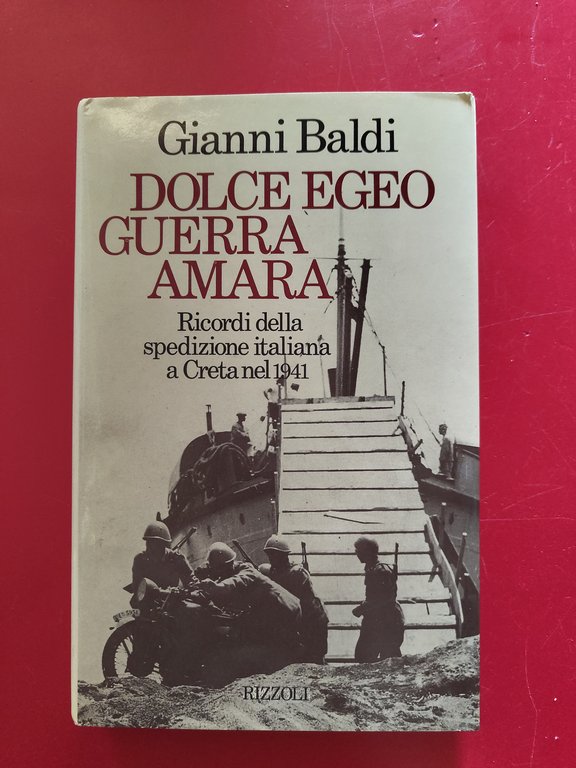 Gianni Baldi
DOLCE EGEO
GUERRA
AMARA
Ricordi della
spedizione italiana
a Creta nel 1941
RIZZOLI